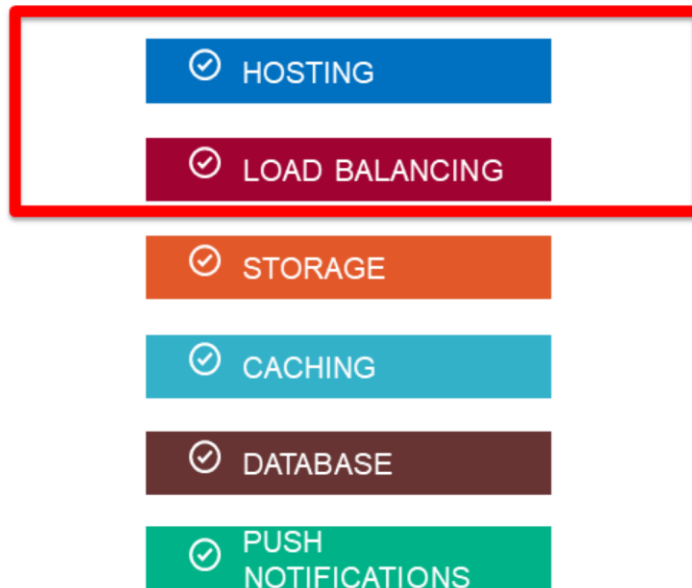 HOSTING
LOAD BALANCING
STORAGE
CACHING
DATABASE
PUSH
NOTIFICATIONS